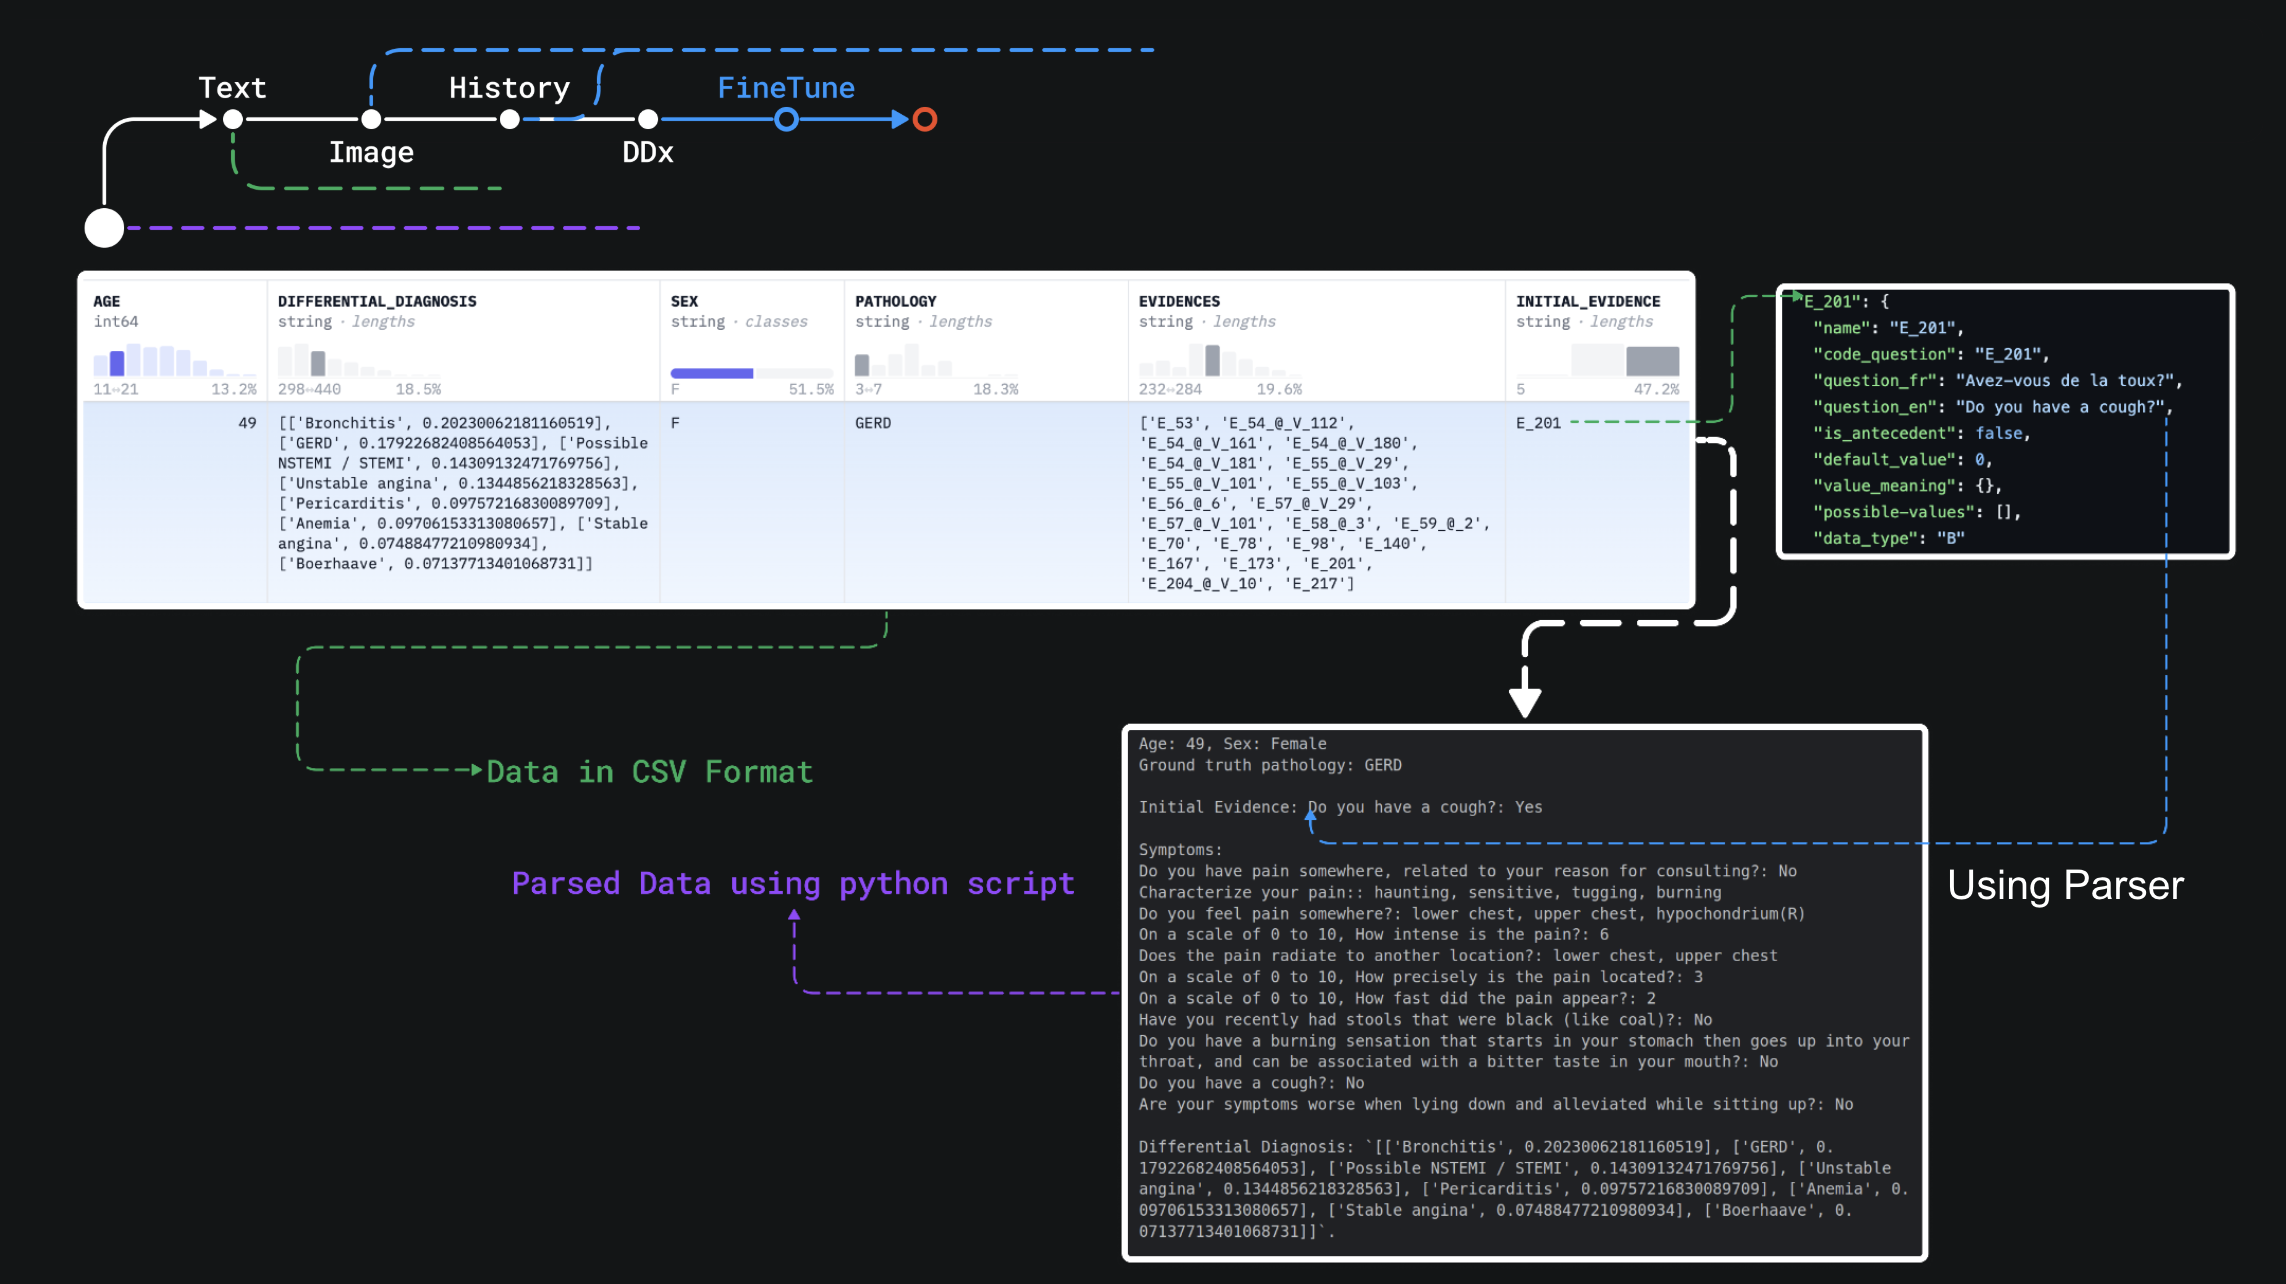 Text
History
FineTune
Image
DDx
AGE
int64
11↔21 13.2%
DIFFERENTIAL_DIAGNOSIS
string · lengths
298↔440 18.5%
SEX
string · classes
F 51.5%
PATHOLOGY
string · lengths
3↔7 18.3%
EVIDENCES
string · lengths
232↔284 19.6%
INITIAL_EVIDENCE
string · lengths
5 47.2%
49
[['Bronchitis', 0.20230062181160519],
['GERD', 0.17922682408564053], ['Possible
NSTEMI / STEMI', 0.14309132471769756],
['Unstable angina', 0.1344856218328563],
['Pericarditis', 0.09757216830089709],
['Anemia', 0.09706153313080657], ['Stable
angina', 0.07488477210980934],
['Boerhaave', 0.07137713401068731]]
F
GERD
['E_53', 'E_54_@_V_112',
'E_54_@_V_161', 'E_54_@_V_180',
'E_54_@_V_181', 'E_55_@_V_29',
'E_55_@_V_101', 'E_55_@_V_103',
'E_56_@_6', 'E_57_@_V_29',
'E_57_@_V_101', 'E_58_@_3', 'E_59_@_2',
'E_70', 'E_78', 'E_98', 'E_140',
'E_167', 'E_173', 'E_201',
'E_204_@_V_10', 'E_217']
E_201
"E_201": {
"name": "E_201",
"code_question": "E_201",
"question_fr": "Avez-vous de la toux?",
"question_en": "Do you have a cough?",
"is_antecedent": false,
"default_value": 0,
"value_meaning": {},
"possible-values": [],
"data_type": "B"
Data in CSV Format
Parsed Data using python script
Using Parser
Age: 49, Sex: Female
Ground truth pathology: GERD
Initial Evidence: Do you have a cough?: Yes
Symptoms:
Do you have pain somewhere, related to your reason for consulting?: No
Characterize your pain:: haunting, sensitive, tugging, burning
Do you feel pain somewhere?: lower chest, upper chest, hypochondrium(R)
On a scale of 0 to 10, How intense is the pain?: 6
Does the pain radiate to another location?: lower chest, upper chest
On a scale of 0 to 10, How precisely is the pain located?: 3
On a scale of 0 to 10, How fast did the pain appear?: 2
Have you recently had stools that were black (like coal)?: No
Do you have a burning sensation that starts in your stomach then goes up into your
throat, and can be associated with a bitter taste in your mouth?: No
Do you have a cough?: No
Are your symptoms worse when lying down and alleviated while sitting up?: No
Differential Diagnosis: `[['Bronchitis', 0.20230062181160519], ['GERD', 0.
17922682408564053], ['Possible NSTEMI / STEMI', 0.14309132471769756], ['Unstable
angina', 0.1344856218328563], ['Pericarditis', 0.09757216830089709], ['Anemia', 0.
09706153313080657], ['Stable angina', 0.07488477210980934], ['Boerhaave', 0.
07137713401068731]]`.